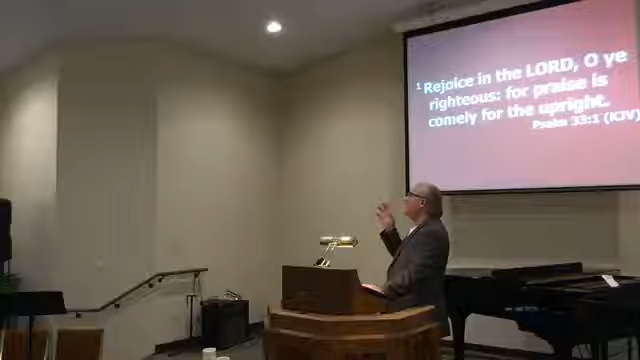 1 Rejoice in the LORD, O ye
righteous: for praise is
comely for the upright.
Psalm 33:1 (KJV)